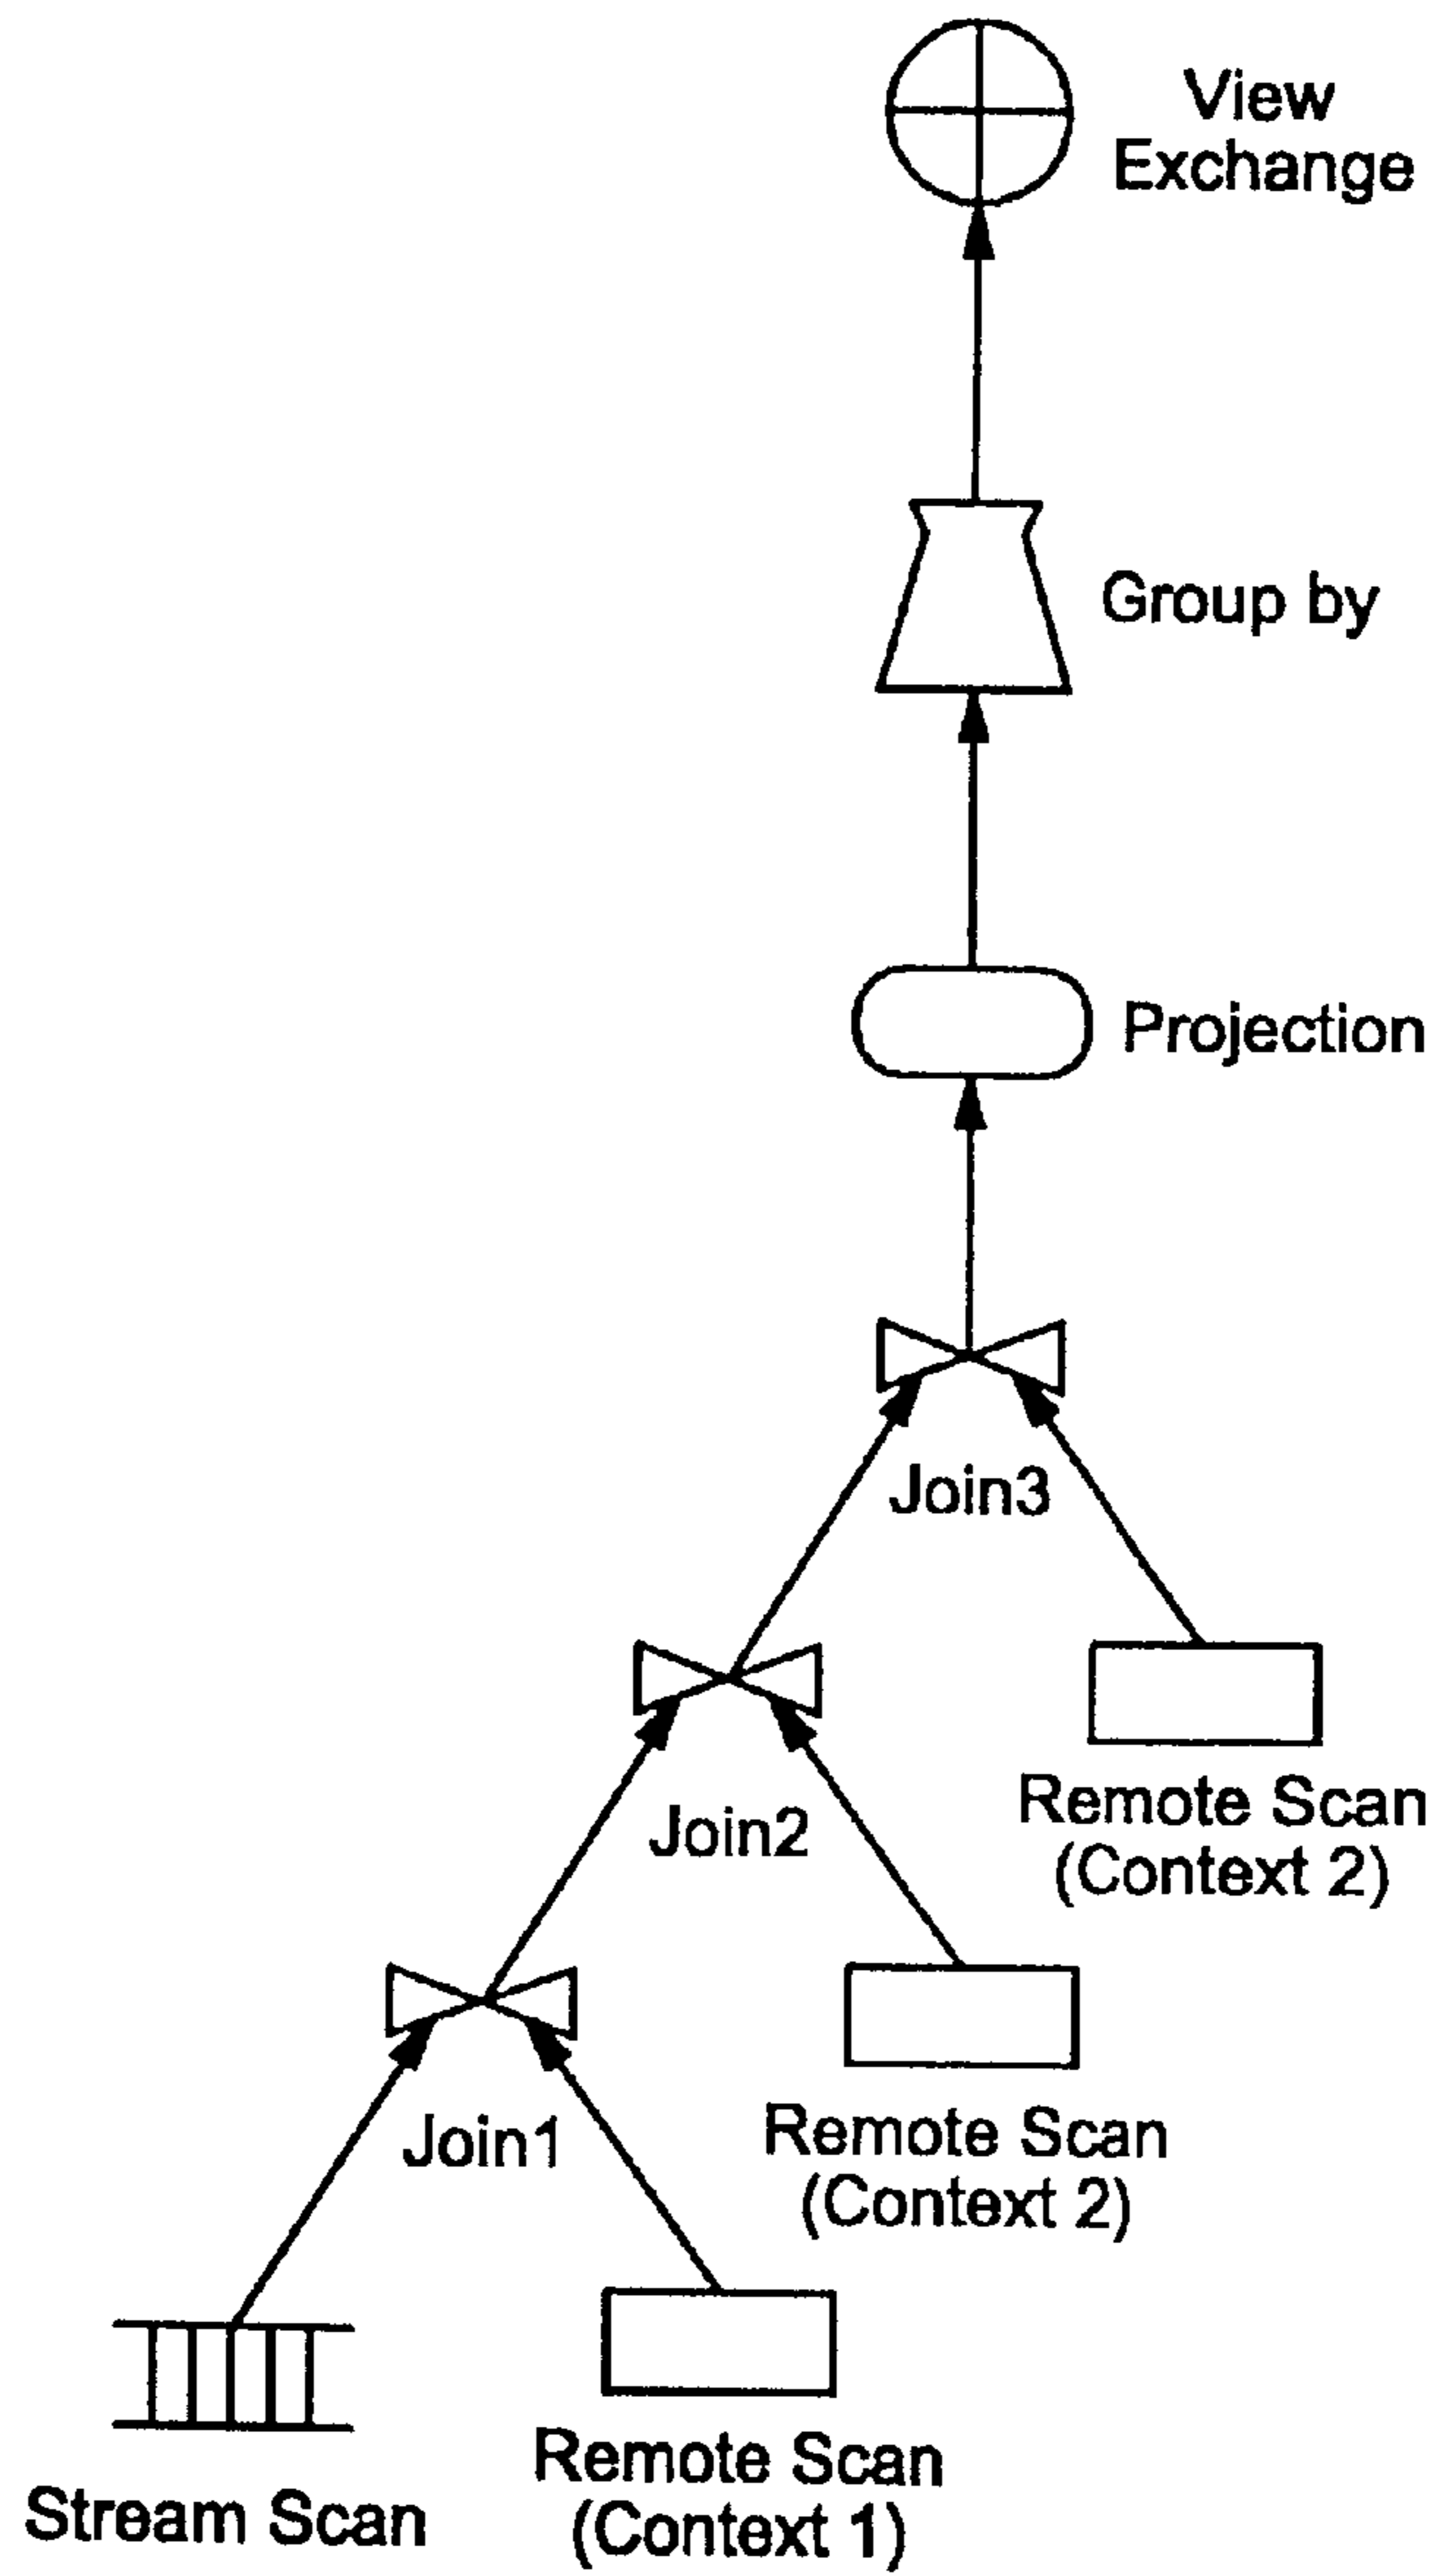 View
Exchange
Group by
Projection
Join3
Remote Scan
(Context 2)
Join2
Remote Scan
(Context 2)
Join1
Remote Scan
(Context 1)
Stream Scan